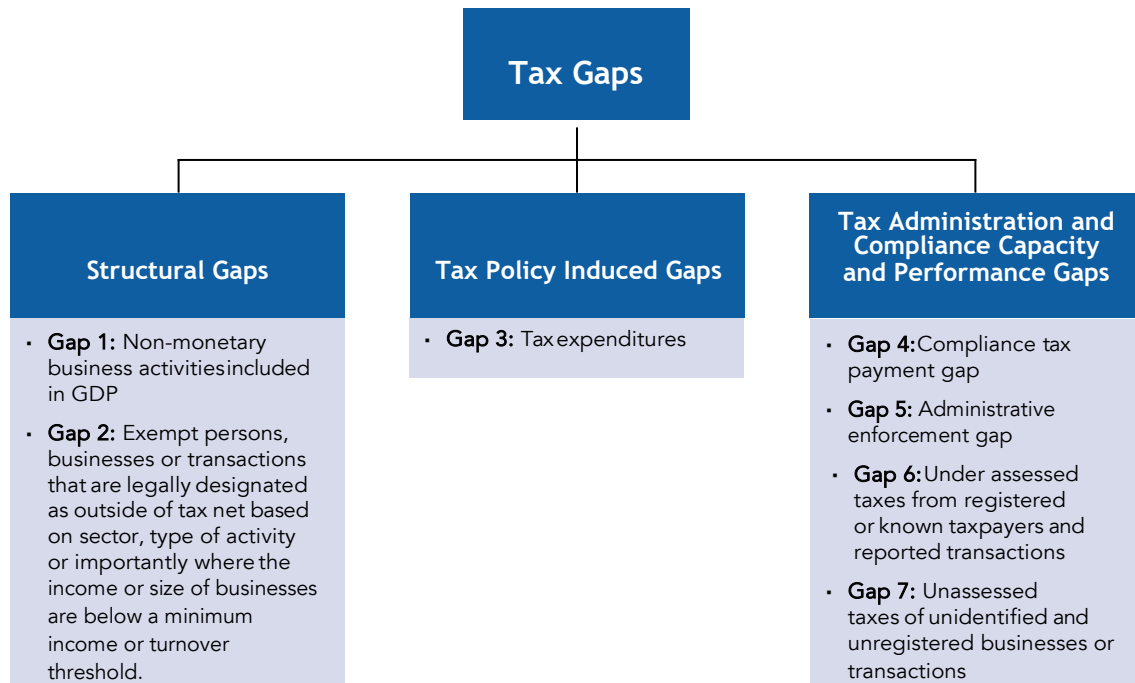 Tax Gaps
Structural Gaps
Gap 1: Non-monetary
business activitiesincluded
in GDP
Gap 2: Exempt persons,
businesses or transactions
that are legally designated
as outside of tax net based
on sector, type of activity
or importantly where the
income or size of businesses
are below a minimum
income or turnover
threshold.
Tax Policy Induced Gaps
Gap 3: Taxexpenditures
Tax Administration and
Compliance Capacity
and Performance Gaps
Gap 4:Compliance tax
payment gap
Gap 5: Administrative
enforcement gap
Gap 6:Under assessed
taxes from registered
or known taxpayers and
reported transactions
Gap 7: Unassessed
taxes of unidentified and
unregistered businesses or
transactions